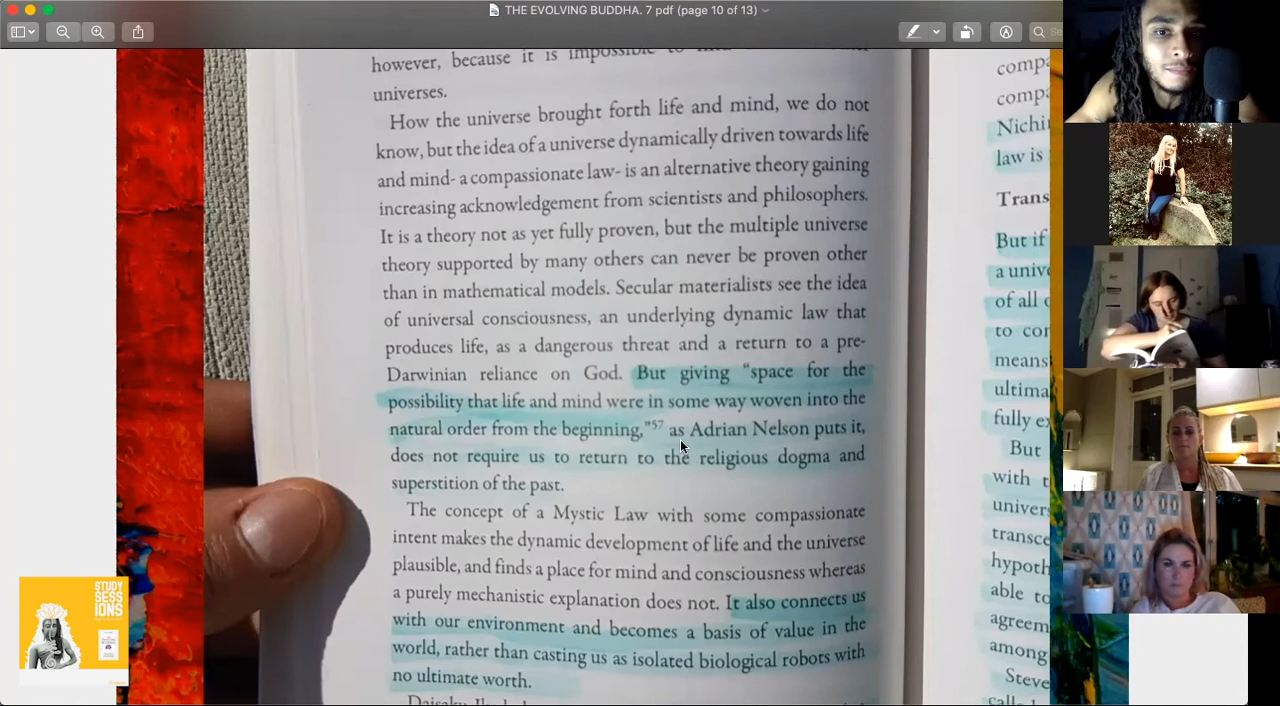 THE EVOLVING BUDDHA. 7 pdf (page 10 of 13)
Se
however, because it is impossible to
universes.
How the universe brought forth life and mind, we do not
know, but the idea of a universe dynamically driven towards life
and mind- a compassionate law- is an alternative theory gaining
increasing acknowledgement from scientists and philosophers.
It is a theory not as yet fully proven, but the multiple universe
theory supported by many others can never be proven other
than in mathematical models. Secular materialists see the idea
of universal consciousness, an underlying dynamic law that
produces life, as a dangerous threat and a return to a pre-
Darwinian reliance on God. But giving "space for the
possibility that life and mind were in some way woven into the
natural order from the beginning,"57 as Adrian Nelson puts it,
does not require us to return to the religious dogma and
superstition of the past.
The concept of a Mystic Law with some compassionate
intent makes the dynamic development of life and the universe
plausible, and finds a place for mind and consciousness whereas
a purely mechanistic explanation does not. It also connects us
with our environment and becomes a basis of value in the
world, rather than casting us as isolated biological robots with
no ultimate worth.
compa
compa
Nichi
law is
Trans
But if
a unive
of all o
to con
means
ultima
fully ex
But
with t
univers
transce
hypoth
able to
agreem
among
Steve
STUDY
SESS
IONS